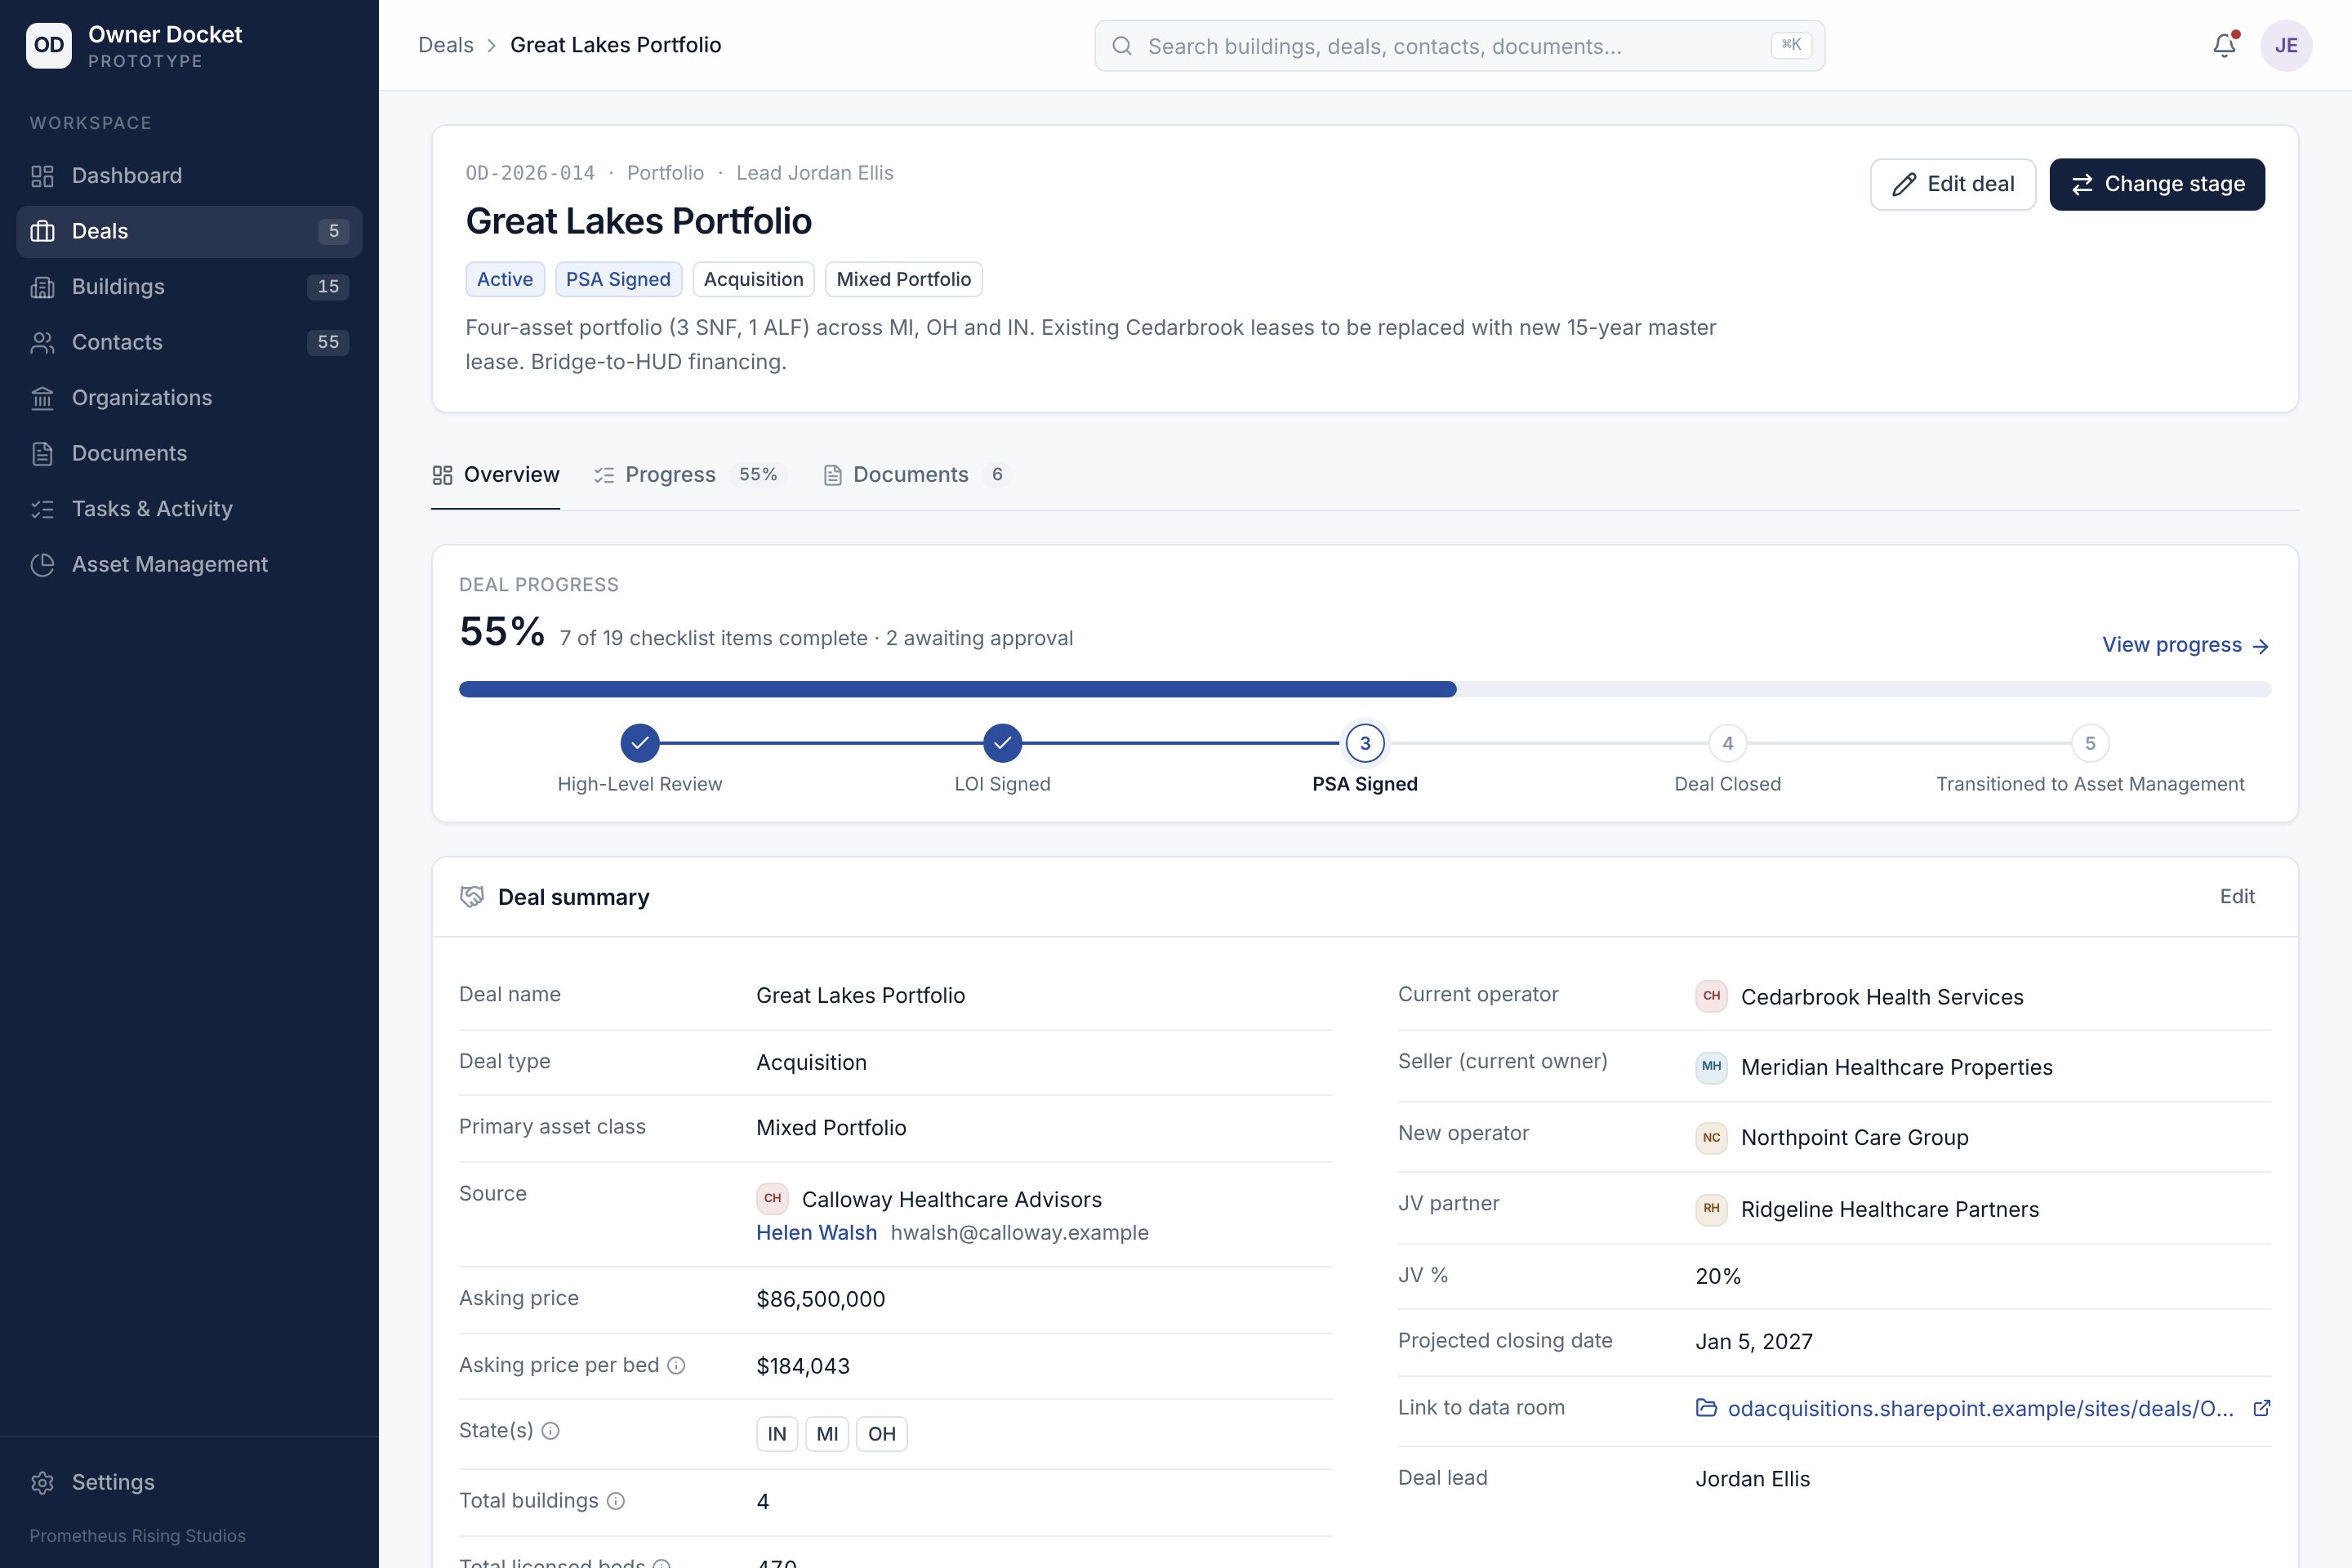 OD
Owner Docket
PROTOTYPE
WORKSPACE
Dashboard
Deals 5
Buildings 15
Contacts 55
Organizations
Documents
Tasks & Activity
Asset Management
Settings
Prometheus Rising Studios
Deals > Great Lakes Portfolio
Search buildings, deals, contacts, documents... ⌘K
JE
OD-2026-014 · Portfolio · Lead Jordan Ellis
Great Lakes Portfolio
Edit deal
Change stage
Active PSA Signed Acquisition Mixed Portfolio
Four-asset portfolio (3 SNF, 1 ALF) across MI, OH and IN. Existing Cedarbrook leases to be replaced with new 15-year master
lease. Bridge-to-HUD financing.
Overview Progress 55% Documents 6
DEAL PROGRESS
55% 7 of 19 checklist items complete · 2 awaiting approval
View progress →
3 4 5
High-Level Review LOI Signed PSA Signed Deal Closed Transitioned to Asset Management
Deal summary Edit
Deal name Great Lakes Portfolio
Deal type Acquisition
Primary asset class Mixed Portfolio
Source CH Calloway Healthcare Advisors
Helen Walsh hwalsh@calloway.example
Asking price $86,500,000
Asking price per bed $184,043
State(s) IN MI OH
Total buildings 4
Total licensed beds 470
Current operator CH Cedarbrook Health Services
Seller (current owner) MH Meridian Healthcare Properties
New operator NC Northpoint Care Group
JV partner RH Ridgeline Healthcare Partners
JV % 20%
Projected closing date Jan 5, 2027
Link to data room odacquisitions.sharepoint.example/sites/deals/O...
Deal lead Jordan Ellis